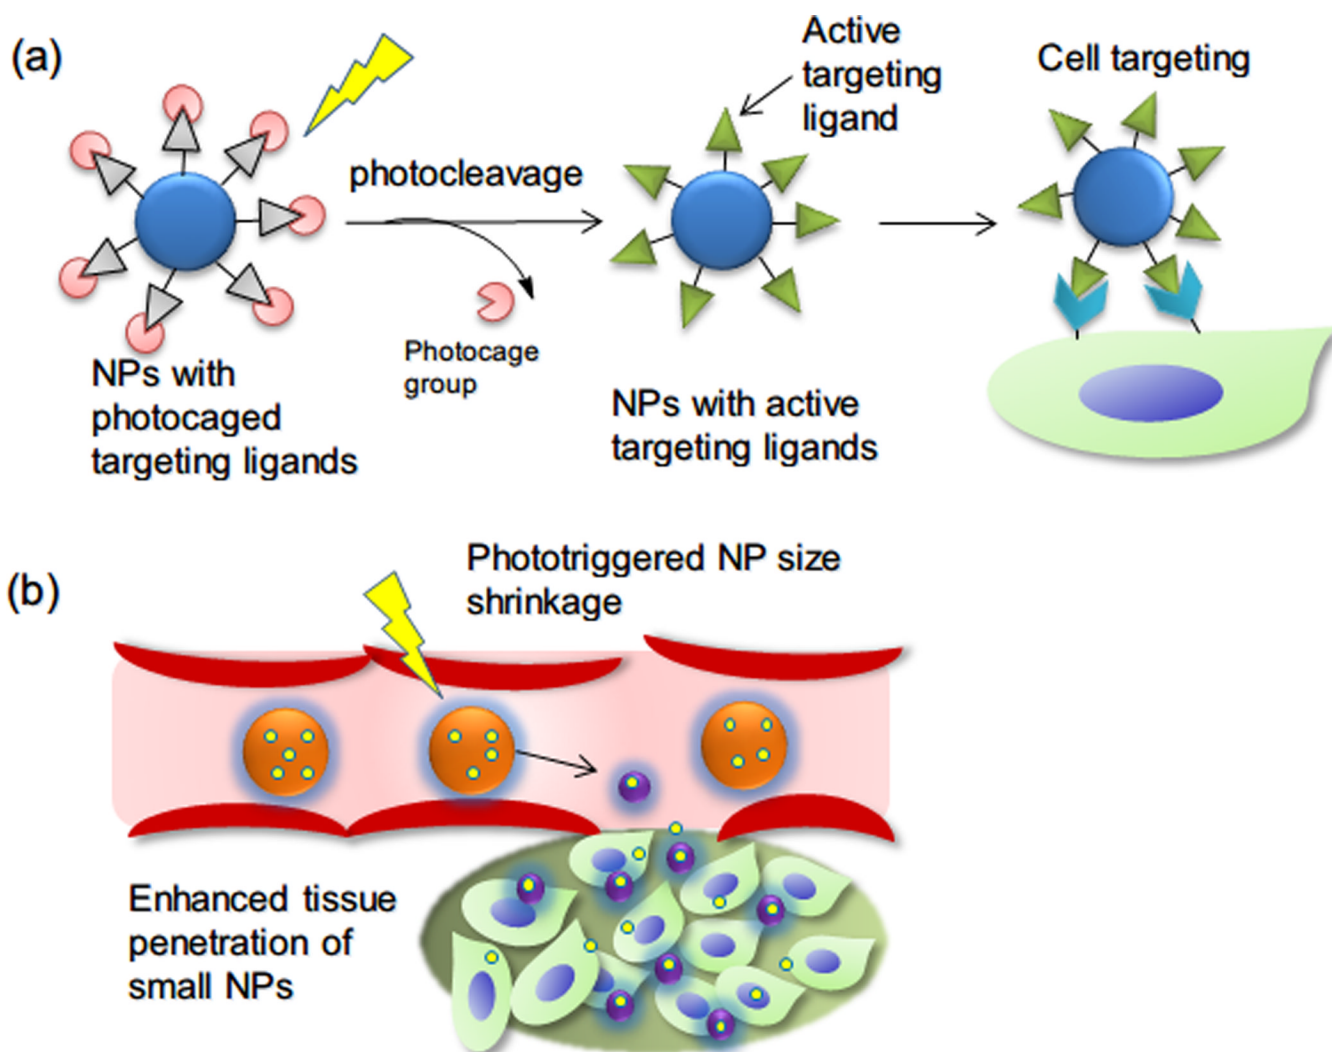 (a)
photocleavage
Active
targeting
ligand
Cell targeting
Photocage
group
NPs with
photocaged
targeting ligands
NPs with active
targeting ligands
(b)
Phototriggered NP size
shrinkage
Enhanced tissue
penetration of
small NPs